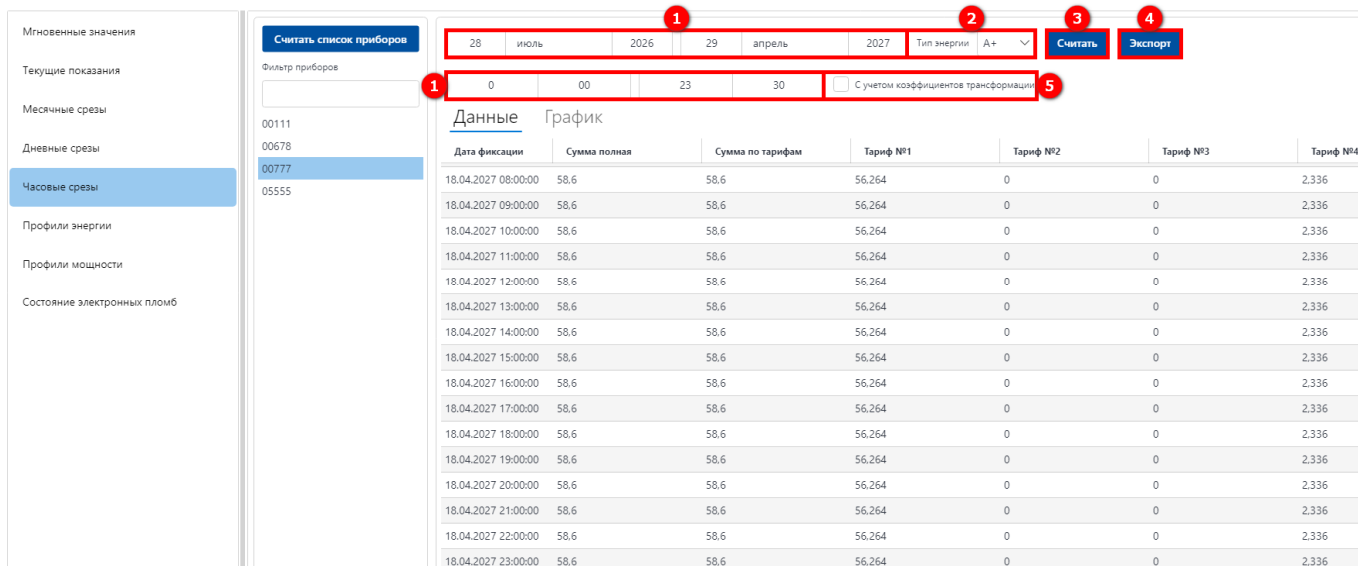 Мгновенные значения
Текущие показания
Месячные срезы
Дневные срезы
Часовые срезы
Профили энергии
Профили мощности
Состояние электронных пломб
Считать список приборов
Фильтр приборов
00111
00678
00777
05555
1 2 3 4
28 июль 2026 29 апрель 2027 Тип энергии A+ Считать Экспорт
1 0 00 23 30 С учетом коэффициентов трансформации 5
Данные График
Дата фиксации Сумма полная Сумма по тарифам Тариф №1 Тариф №2 Тариф №3 Тариф №4
18.04.2027 08:00:00 58,6 58,6 56,264 0 0 2,336
18.04.2027 09:00:00 58,6 58,6 56,264 0 0 2,336
18.04.2027 10:00:00 58,6 58,6 56,264 0 0 2,336
18.04.2027 11:00:00 58,6 58,6 56,264 0 0 2,336
18.04.2027 12:00:00 58,6 58,6 56,264 0 0 2,336
18.04.2027 13:00:00 58,6 58,6 56,264 0 0 2,336
18.04.2027 14:00:00 58,6 58,6 56,264 0 0 2,336
18.04.2027 15:00:00 58,6 58,6 56,264 0 0 2,336
18.04.2027 16:00:00 58,6 58,6 56,264 0 0 2,336
18.04.2027 17:00:00 58,6 58,6 56,264 0 0 2,336
18.04.2027 18:00:00 58,6 58,6 56,264 0 0 2,336
18.04.2027 19:00:00 58,6 58,6 56,264 0 0 2,336
18.04.2027 20:00:00 58,6 58,6 56,264 0 0 2,336
18.04.2027 21:00:00 58,6 58,6 56,264 0 0 2,336
18.04.2027 22:00:00 58,6 58,6 56,264 0 0 2,336
18.04.2027 23:00:00 58,6 58,6 56,264 0 0 2,336